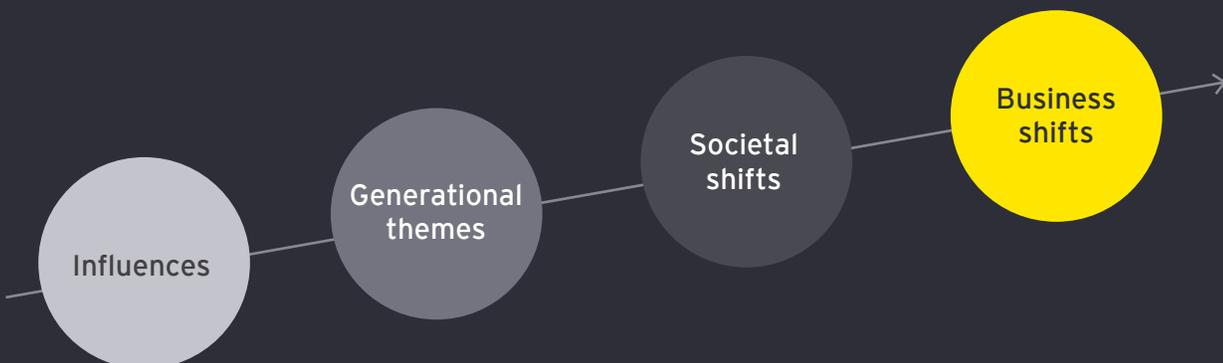 Influences
Generational
themes
Societal
shifts
Business
shifts